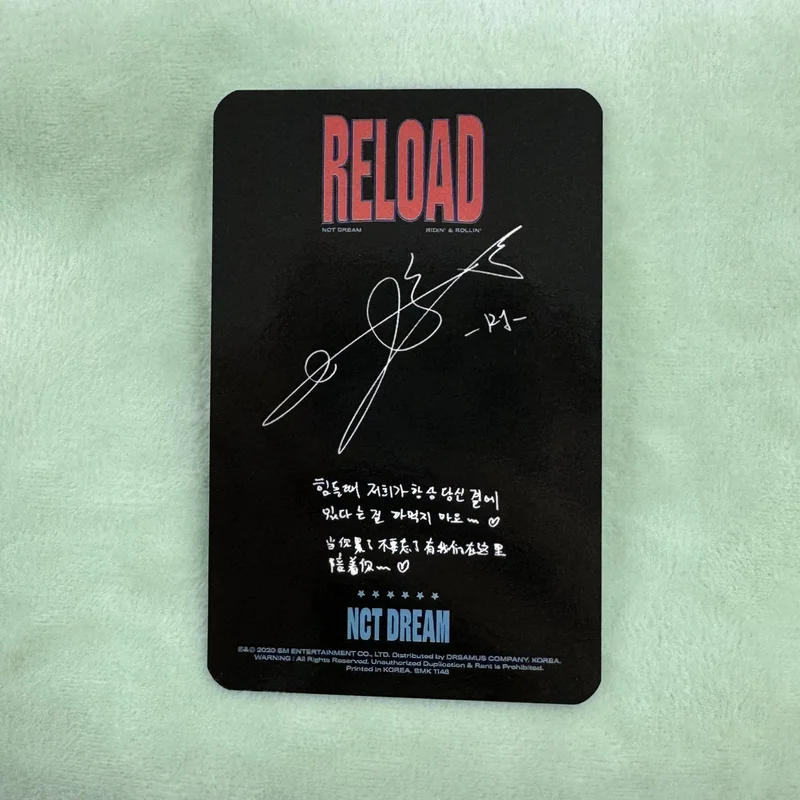 RELOAD
NCT DREAM RIDIN' & ROLLIN'
-RJ-
힘들때 저희가 항상 당신 곁에
있다는걸 까먹지 마요~ ♡
当你累了不要忘了有我们在这里
陪着你~ ♡
★ ★ ★ ★ ★ ★
NCT DREAM
℗&© 2020 SM ENTERTAINMENT CO., LTD. Distributed by DREAMUS COMPANY. KOREA.
WARNING : All Rights Reserved. Unauthorized Duplication & Rent is Prohibited.
Printed in KOREA. SMK 1148